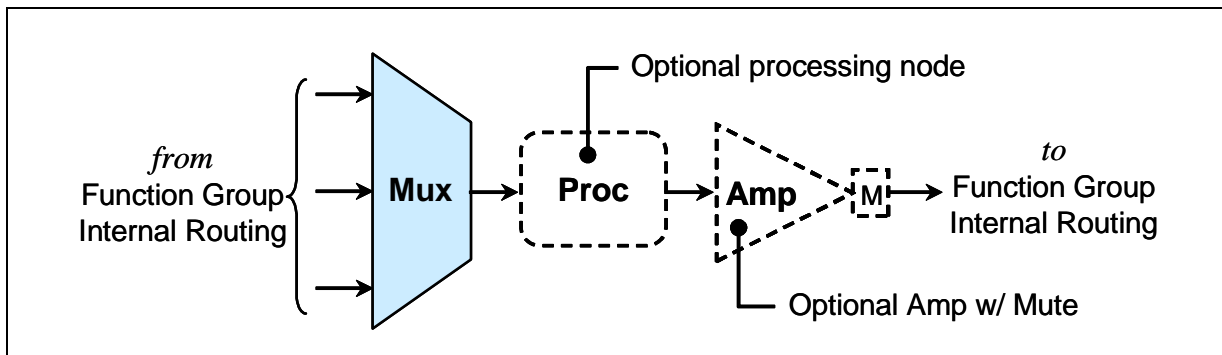 Optional processing node
from
Function Group
Internal Routing
Mux
Proc
Amp
M
to
Function Group
Internal Routing
Optional Amp w/ Mute